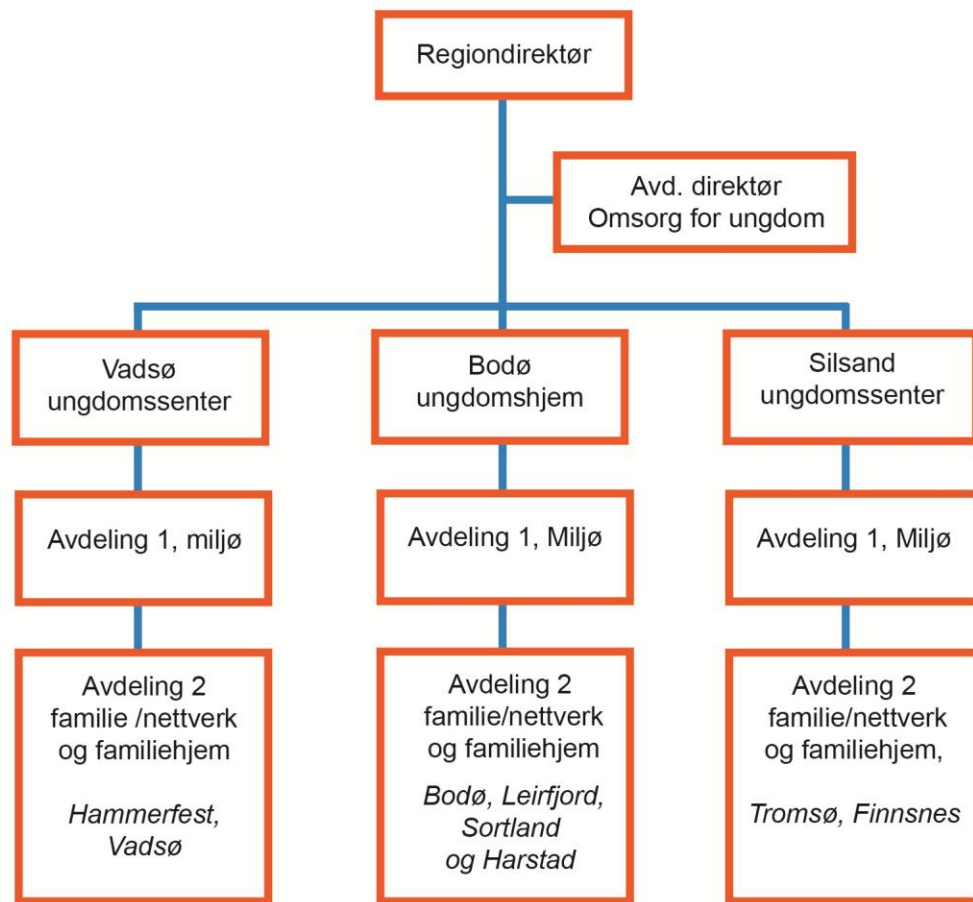 Regiondirektør
Avd. direktør
Omsorg for ungdom
Vadsø
ungdomssenter
Bodø
ungdomshjem
Silsand
ungdomssenter
Avdeling 1, miljø
Avdeling 1, Miljø
Avdeling 1, Miljø
Avdeling 2
familie /nettverk
og familiehjem
Hammerfest,
Vadsø
Avdeling 2
familie/nettverk
og familiehjem
Bodø, Leirfjord,
Sortland
og Harstad
Avdeling 2
familie/nettverk
og familiehjem,
Tromsø, Finnsnes